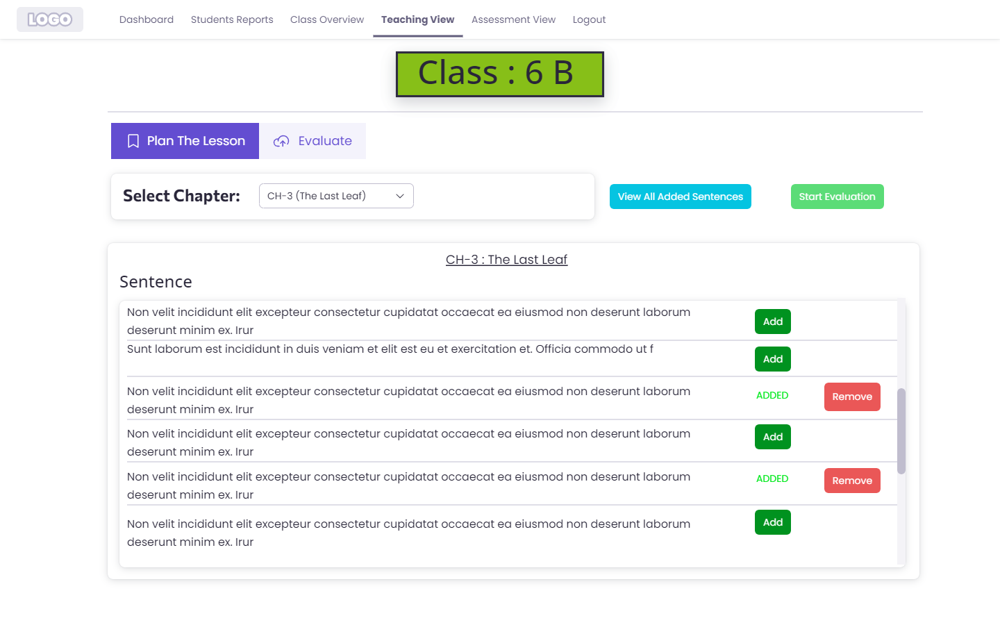 LOGO
Dashboard Students Reports Class Overview Teaching View Assessment View Logout
Class : 6 B
Plan The Lesson Evaluate
Select Chapter: CH-3 (The Last Leaf) View All Added Sentences Start Evaluation
CH-3 : The Last Leaf
Sentence
Non velit incididunt elit excepteur consectetur cupidatat occaecat ea eiusmod non deserunt laborum
deserunt minim ex. Irur
Add
Sunt laborum est incididunt in duis veniam et elit est eu et exercitation et. Officia commodo ut f
Add
Non velit incididunt elit excepteur consectetur cupidatat occaecat ea eiusmod non deserunt laborum
deserunt minim ex. Irur
ADDED Remove
Non velit incididunt elit excepteur consectetur cupidatat occaecat ea eiusmod non deserunt laborum
deserunt minim ex. Irur
Add
Non velit incididunt elit excepteur consectetur cupidatat occaecat ea eiusmod non deserunt laborum
deserunt minim ex. Irur
ADDED Remove
Non velit incididunt elit excepteur consectetur cupidatat occaecat ea eiusmod non deserunt laborum
deserunt minim ex. Irur
Add